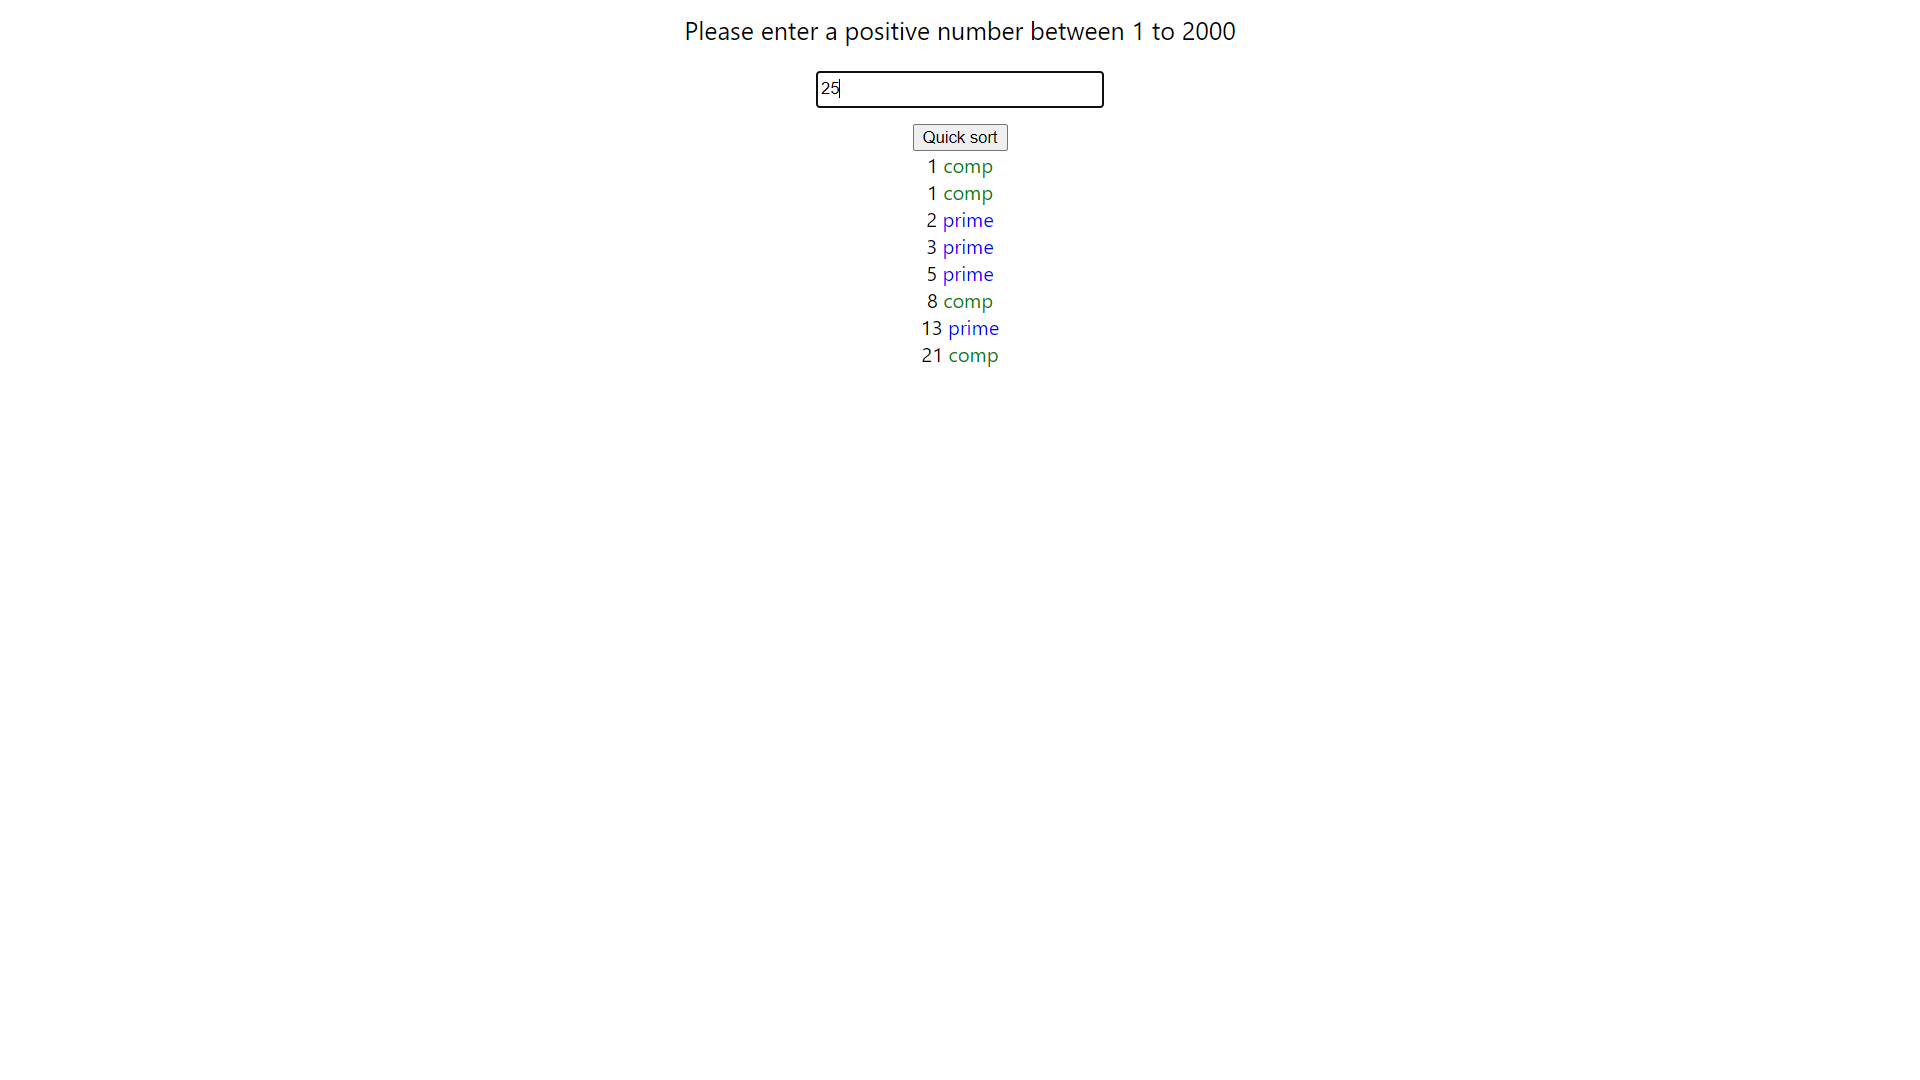 Please enter a positive number between 1 to 2000
25
Quick sort
1 comp
1 comp
2 prime
3 prime
5 prime
8 comp
13 prime
21 comp